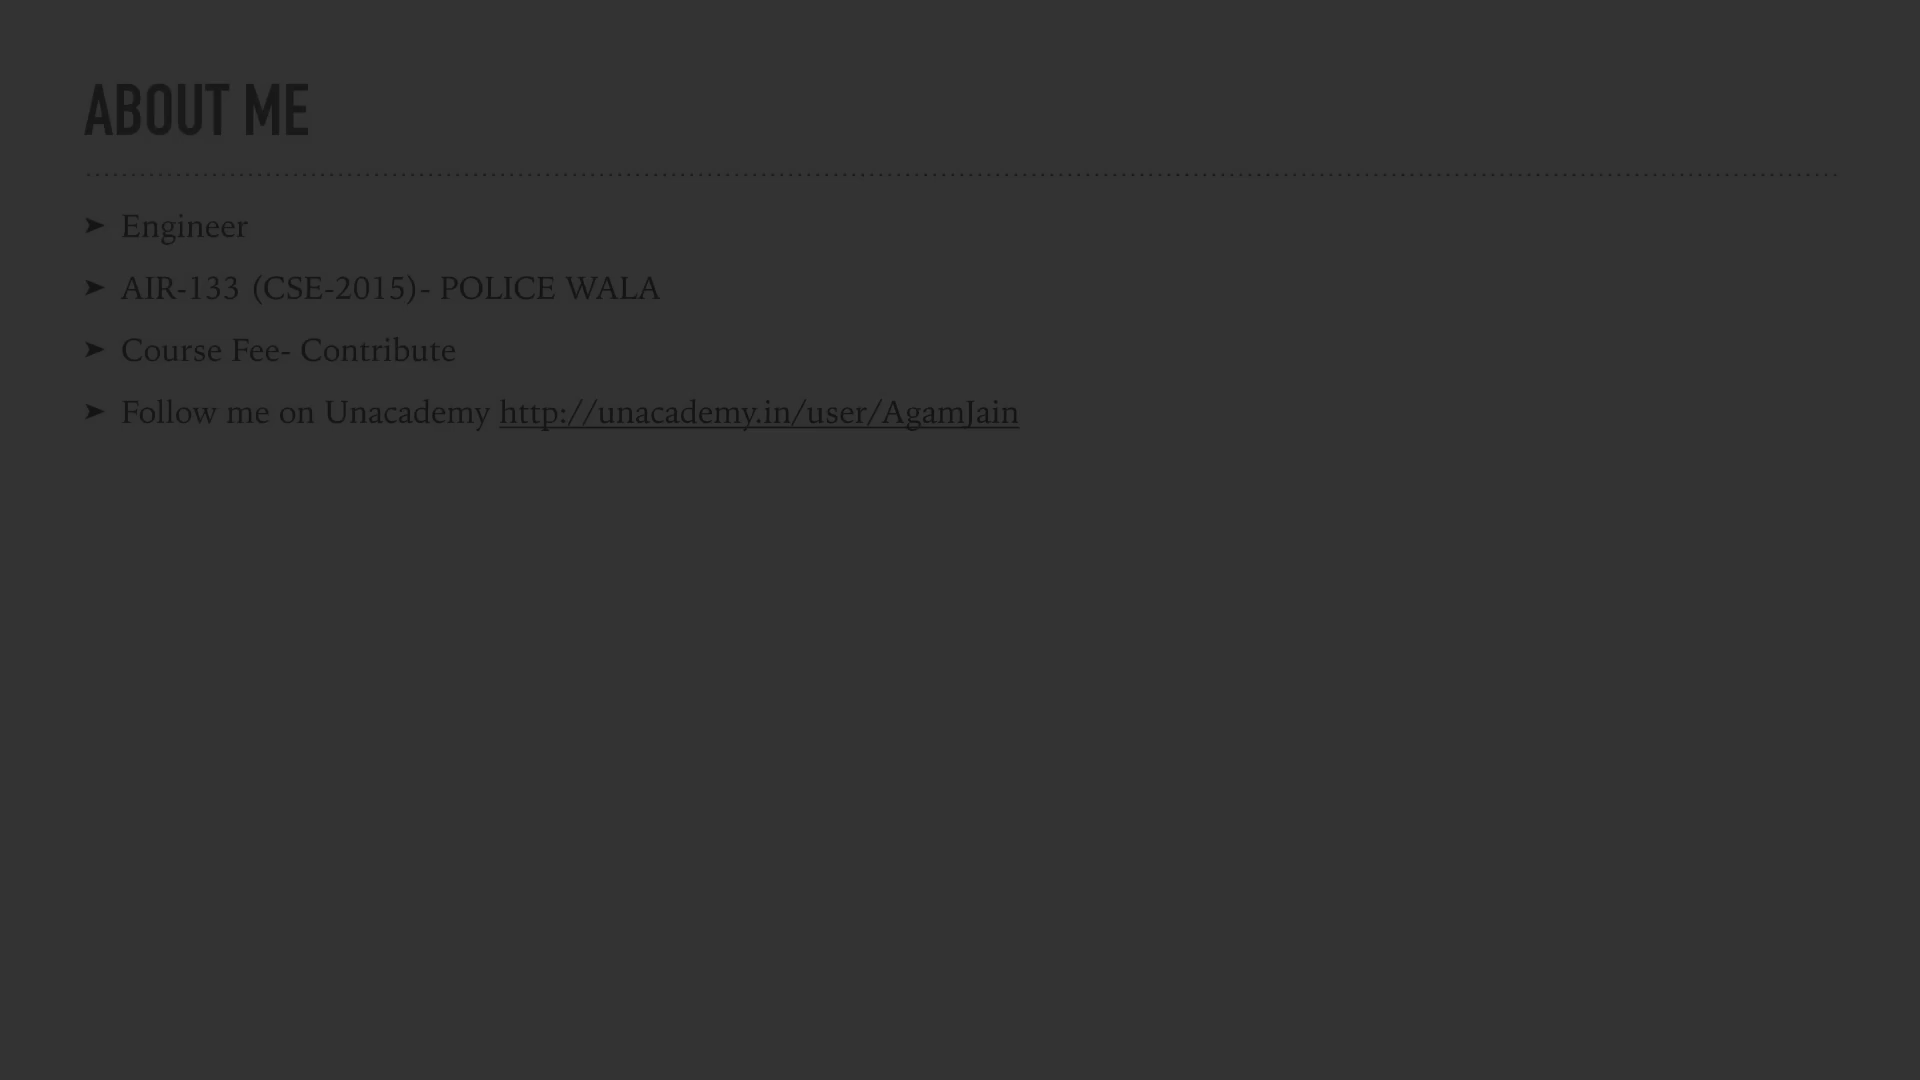 ABOUT ME
➤ Engineer
➤ AIR-133 (CSE-2015)- POLICE WALA
➤ Course Fee- Contribute
➤ Follow me on Unacademy http://unacademy.in/user/AgamJain